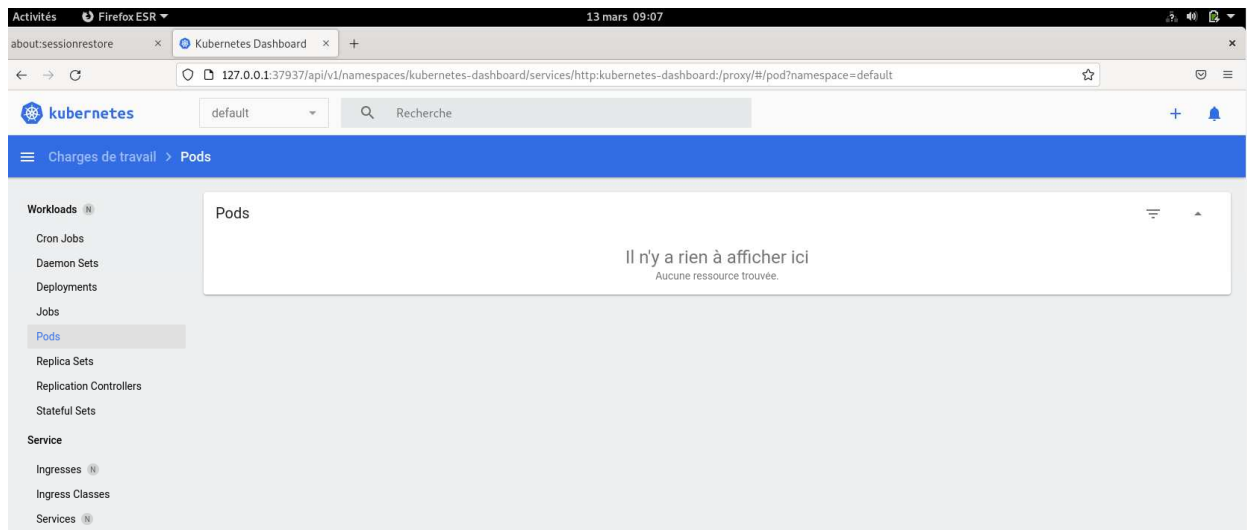 Activités Firefox ESR 13 mars 09:07
about:sessionrestore Kubernetes Dashboard
127.0.0.1:37937/api/v1/namespaces/kubernetes-dashboard/services/http:kubernetes-dashboard:/proxy/#/pod?namespace=default
kubernetes default Recherche
Charges de travail > Pods
Workloads N
Pods
Cron Jobs
Il n'y a rien à afficher ici
Daemon Sets
Aucune ressource trouvée.
Deployments
Jobs
Pods
Replica Sets
Replication Controllers
Stateful Sets
Service
Ingresses N
Ingress Classes
Services N